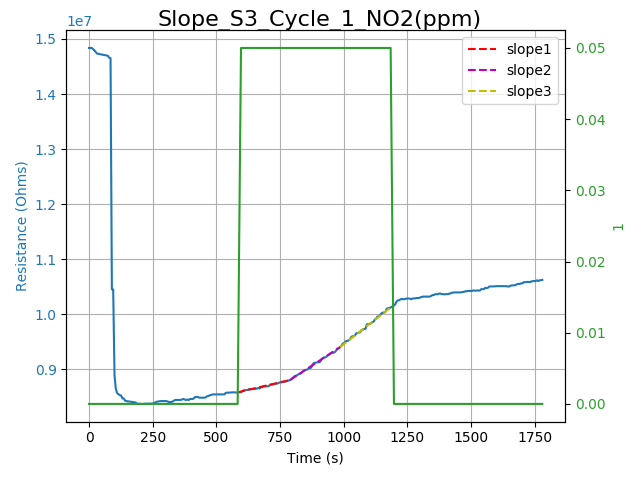 Slope_S3_Cycle_1_NO2(ppm)
1e7
1.5
1.4
1.3
1.2
1.1
1.0
0.9
Resistance (Ohms)
slope1
slope2
slope3
0.05
0.04
0.03
0.02
0.01
0.00
1
0 250 500 750 1000 1250 1500 1750
Time (s)